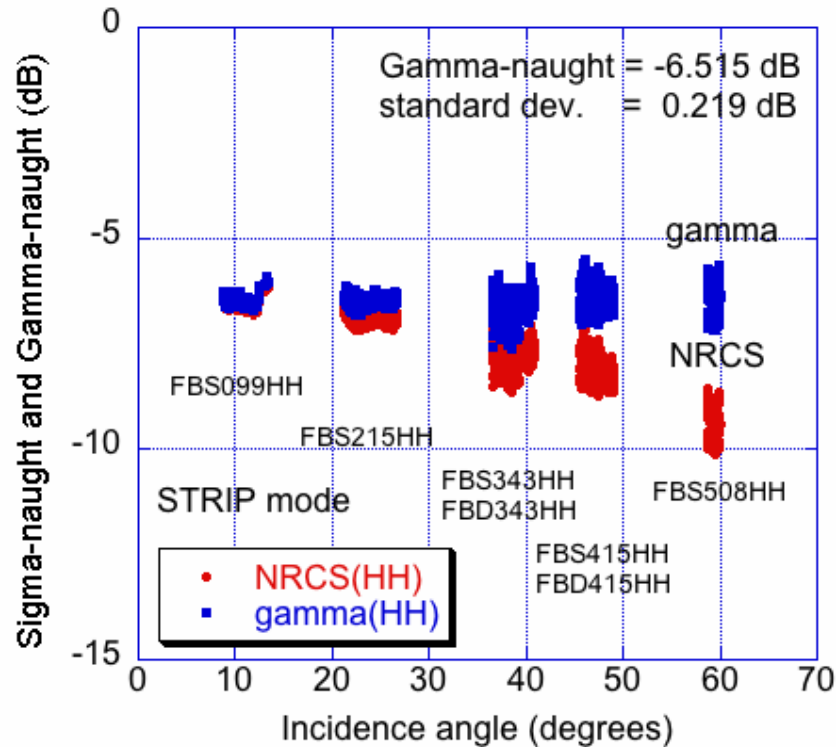 Sigma-naught and Gamma-naught (dB)
0
-5
-10
-15
Gamma-naught = -6.515 dB
standard dev. = 0.219 dB
gamma
NRCS
FBS099HH
FBS215HH
FBS343HH
FBD343HH
FBS508HH
STRIP mode
FBS415HH
FBD415HH
NRCS(HH)
gamma(HH)
0 10 20 30 40 50 60 70
Incidence angle (degrees)